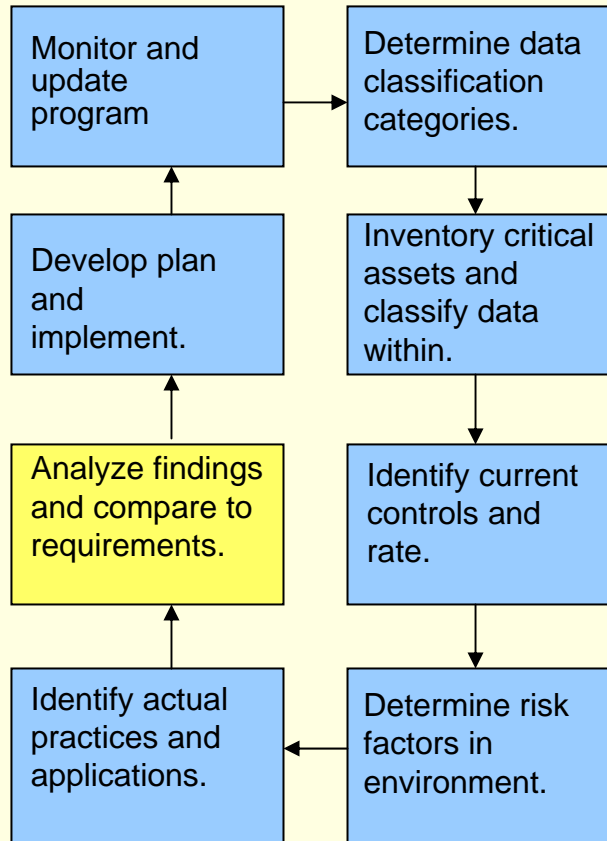 Monitor and
update
program
Determine data
classification
categories.
Develop plan
and
implement.
Inventory critical
assets and
classify data
within.
Analyze findings
and compare to
requirements.
Identify current
controls and
rate.
Identify actual
practices and
applications.
Determine risk
factors in
environment.